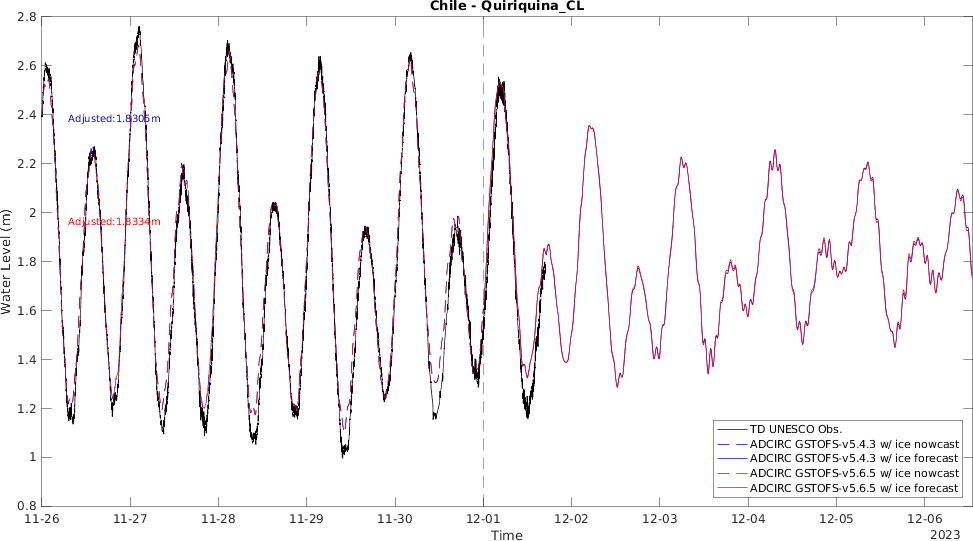 Chile - Quiriquina_CL
2.8
2.6
2.4
2.2
2
1.8
1.6
1.4
1.2
1
0.8
Water Level (m)
Adjusted:1.8305m
Adjusted:1.8334m
TD UNESCO Obs.
ADCIRC GSTOFS-v5.4.3 w/ ice nowcast
ADCIRC GSTOFS-v5.4.3 w/ ice forecast
ADCIRC GSTOFS-v5.6.5 w/ ice nowcast
ADCIRC GSTOFS-v5.6.5 w/ ice forecast
11-26 11-27 11-28 11-29 11-30 12-01 12-02 12-03 12-04 12-05 12-06
Time 2023